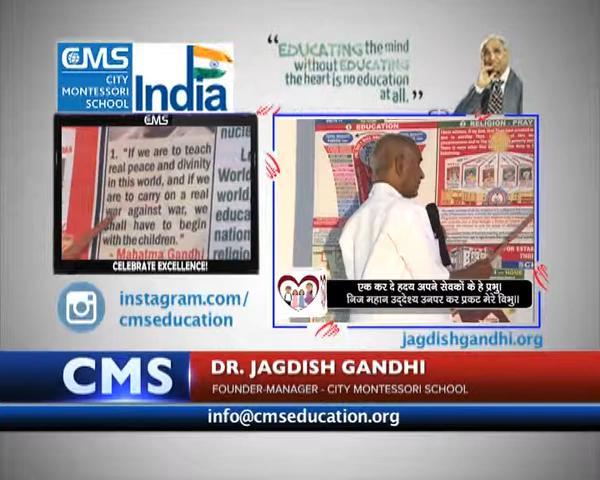 CMS
CITY
MONTESSORI
SCHOOL
India
“EDUCATING the mind
without EDUCATING
the heart is no education
at all.”
CMS
1. "If we are to teach
real peace and divinity
in this world, and if we
are to carry on a real
war against war, we
shall have to begin
with the children."
Mahatma Gandhi
World
world.
educa
nation
religio
CELEBRATE EXCELLENCE!
EDUCATION
RELIGION - PRAY
एक कर दे हृदय अपने सेवकों के हे प्रभु।
निज महान उद्देश्य उनपर कर प्रकट मेरे विभु॥
instagram.com/
cmseducation
jagdishgandhi.org
CMS
DR. JAGDISH GANDHI
FOUNDER-MANAGER - CITY MONTESSORI SCHOOL
info@cmseducation.org